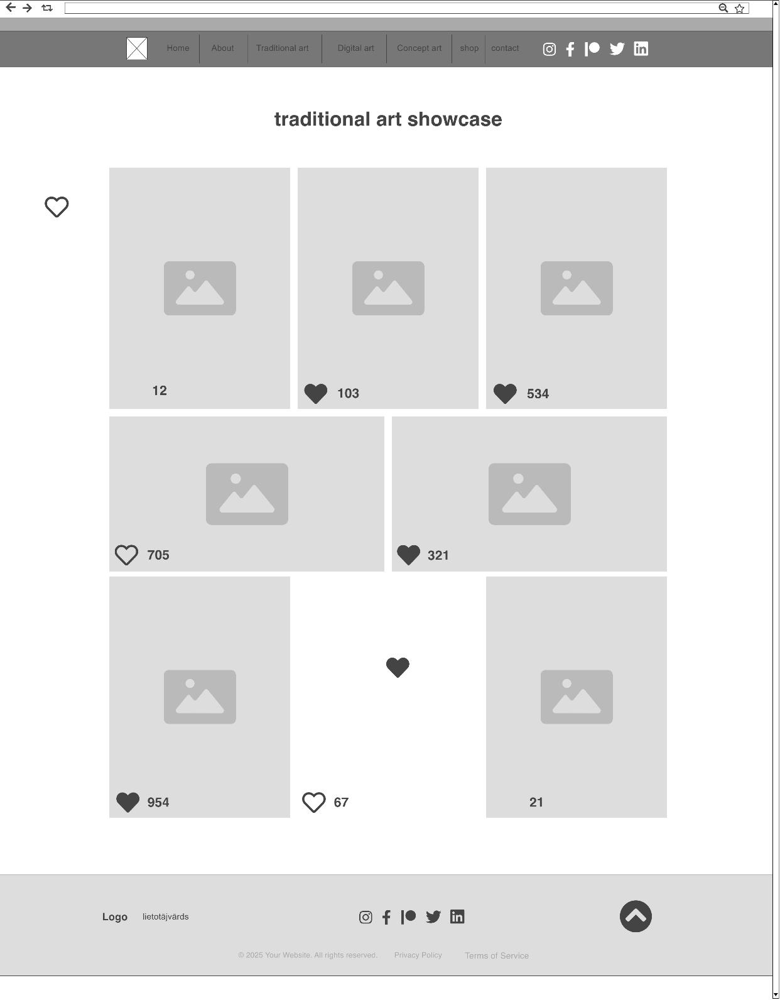 Home About Traditional art Digital art Concept art shop contact
traditional art showcase
12 103 534
705 321
954 67 21
Logo lietotājvārds
© 2025 Your Website. All rights reserved. Privacy Policy Terms of Service